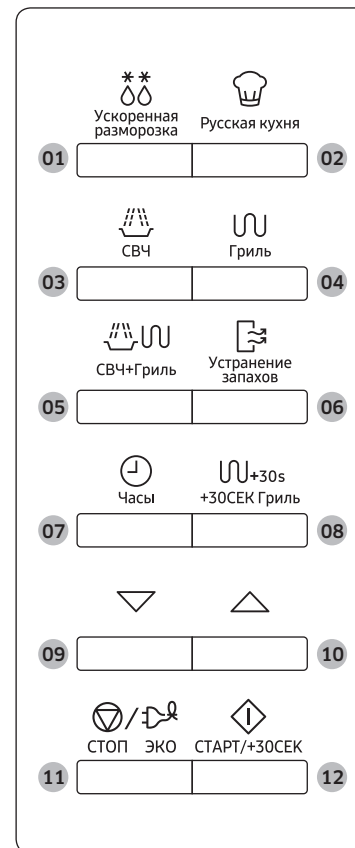 Ускоренная
разморозка
Русская кухня
01
02
СВЧ
Гриль
03
04
СВЧ+Гриль
Устранение
запахов
05
06
Часы
+30s
+30СЕК Гриль
07
08
09
10
СТОП ЭКО
СТАРТ/+30СЕК
11
12